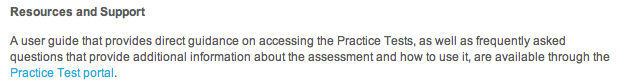 Resources and Support
A user guide that provides direct guidance on accessing the Practice Tests, as well as frequently asked
questions that provide additional information about the assessment and how to use it, are available through the
Practice Test portal.